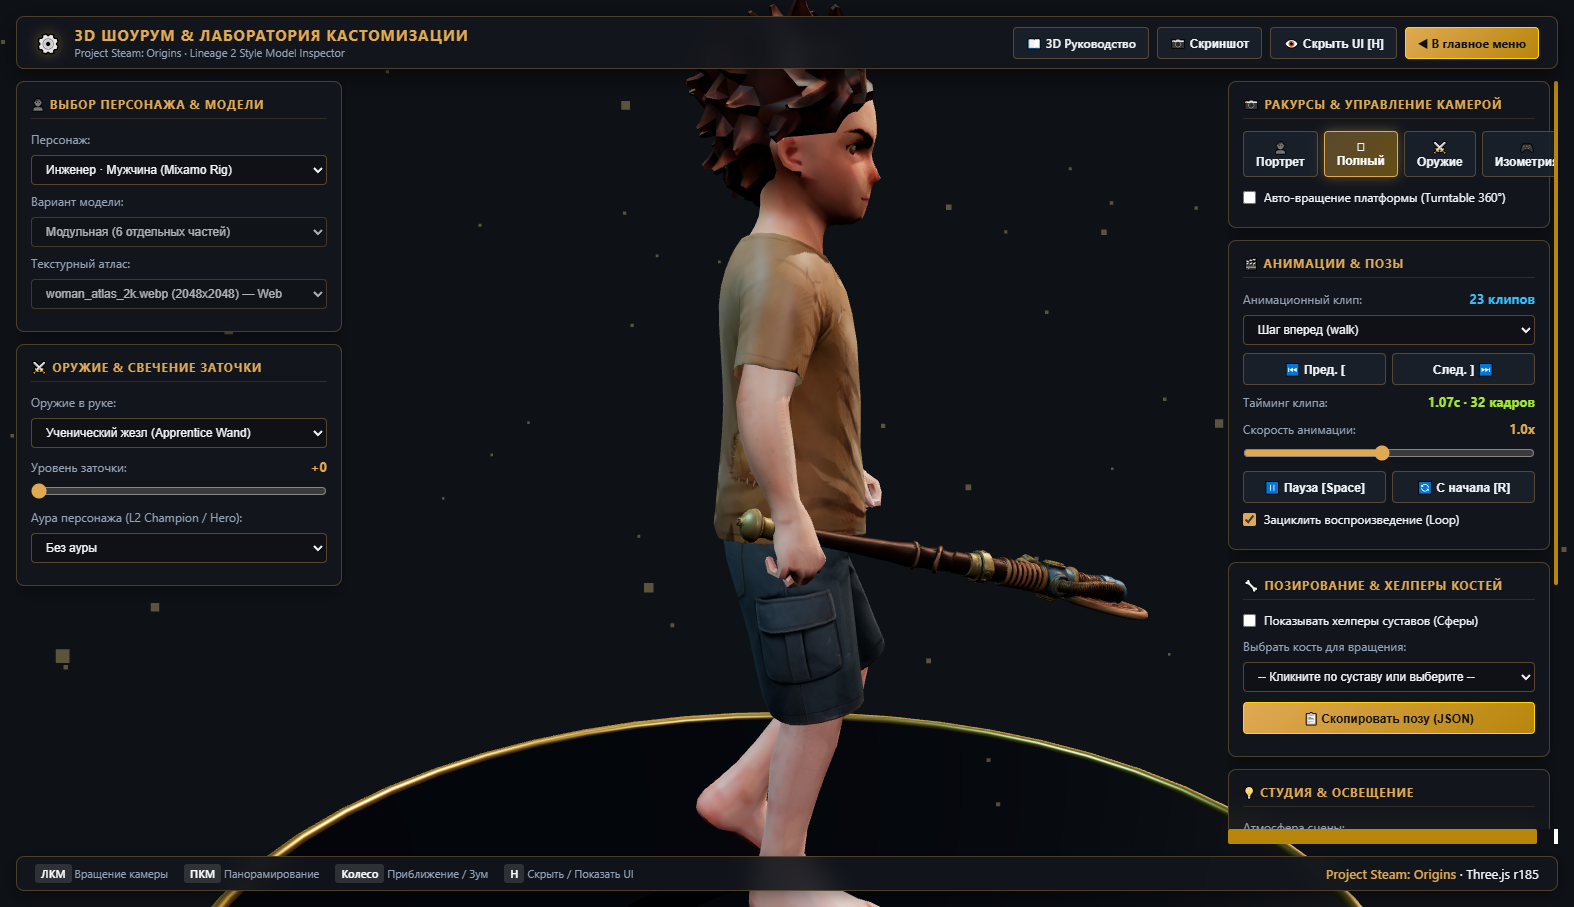 3D ШОУРУМ & ЛАБОРАТОРИЯ КАСТОМИЗАЦИИ
Project Steam: Origins · Lineage 2 Style Model Inspector
3D Руководство
Скриншот
Скрыть UI [H]
◀ В главное меню
ВЫБОР ПЕРСОНАЖА & МОДЕЛИ
Персонаж:
Инженер · Мужчина (Mixamo Rig)
Вариант модели:
Модульная (6 отдельных частей)
Текстурный атлас:
woman_atlas_2k.webp (2048x2048) — Web
ОРУЖИЕ & СВЕЧЕНИЕ ЗАТОЧКИ
Оружие в руке:
Ученический жезл (Apprentice Wand)
Уровень заточки: +0
Аура персонажа (L2 Champion / Hero):
Без ауры
РАКУРСЫ & УПРАВЛЕНИЕ КАМЕРОЙ
Портрет
Полный
Оружие
Изометрия
Авто-вращение платформы (Turntable 360°)
АНИМАЦИИ & ПОЗЫ
Анимационный клип: 23 клипов
Шаг вперед (walk)
Пред. [
След. ]
Тайминг клипа: 1.07с · 32 кадров
Скорость анимации: 1.0x
Пауза [Space]
С начала [R]
Зациклить воспроизведение (Loop)
ПОЗИРОВАНИЕ & ХЕЛПЕРЫ КОСТЕЙ
Показывать хелперы суставов (Сферы)
Выбрать кость для вращения:
-- Кликните по суставу или выберите --
Скопировать позу (JSON)
СТУДИЯ & ОСВЕЩЕНИЕ
Атмосфера сцены:
ЛКМ Вращение камеры
ПКМ Панорамирование
Колесо Приближение / Зум
H Скрыть / Показать UI
Project Steam: Origins · Three.js r185